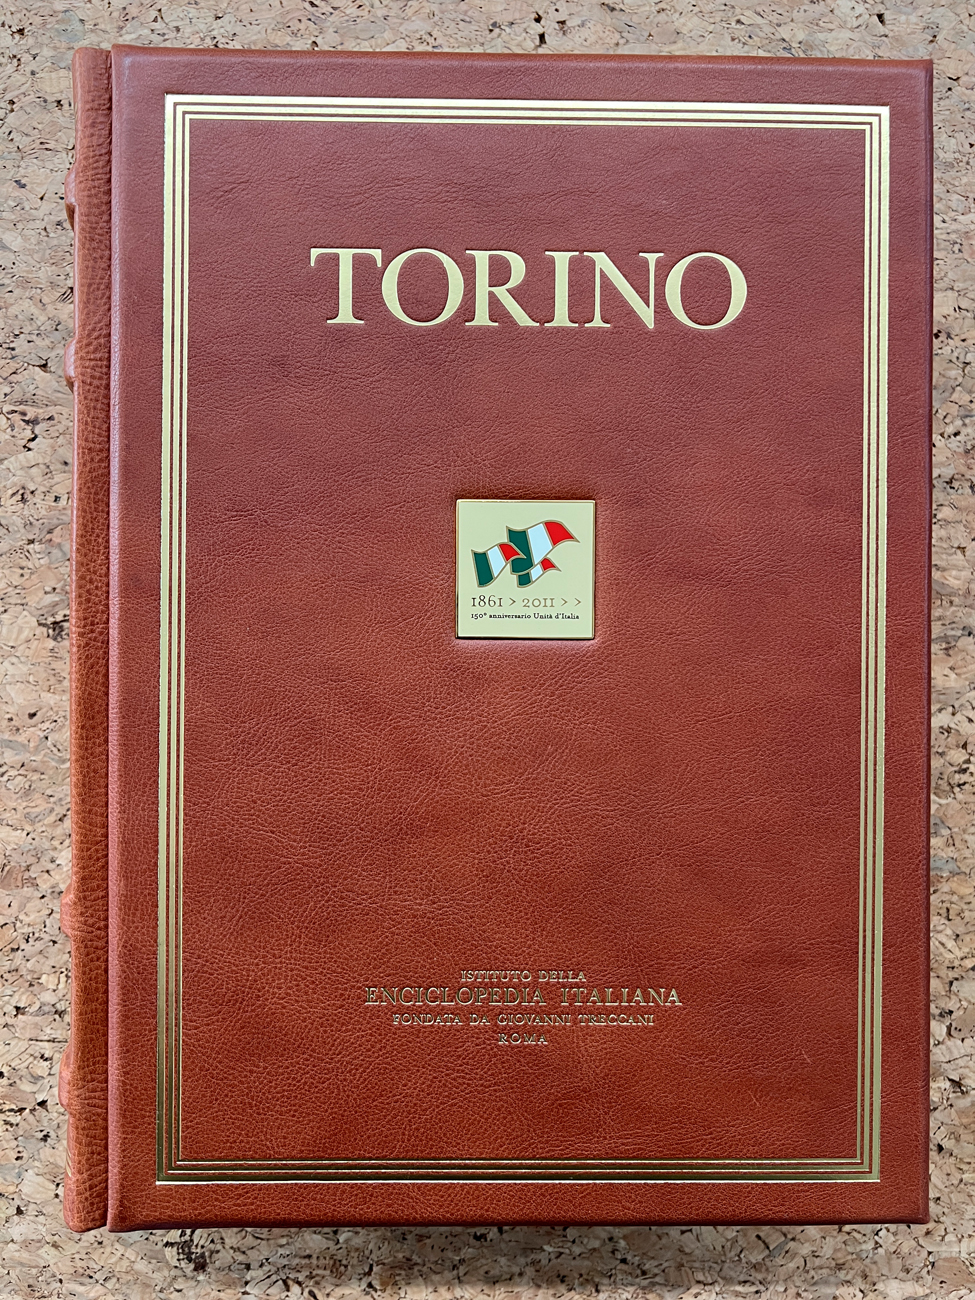 TORINO
1861 > 2011 > >
150° anniversario Unità d'Italia
ISTITUTO DELLA
ENCICLOPEDIA ITALIANA
FONDATA DA GIOVANNI TRECCANI
ROMA